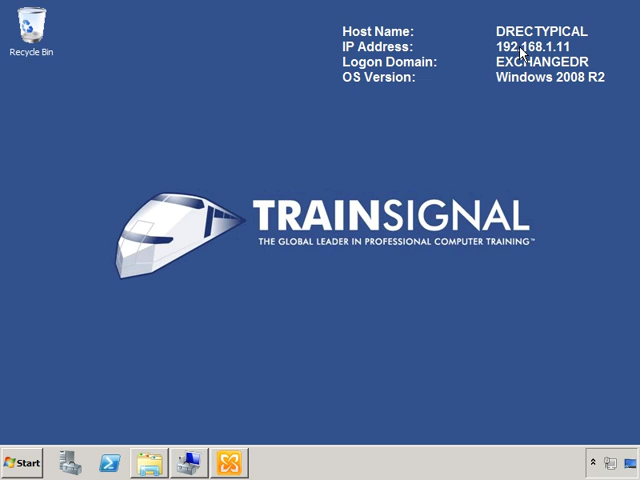 Recycle Bin
Host Name: DRECTYPICAL
IP Address: 192.168.1.11
Logon Domain: EXCHANGEDR
OS Version: Windows 2008 R2
TRAINSIGNAL
THE GLOBAL LEADER IN PROFESSIONAL COMPUTER TRAINING™
Start